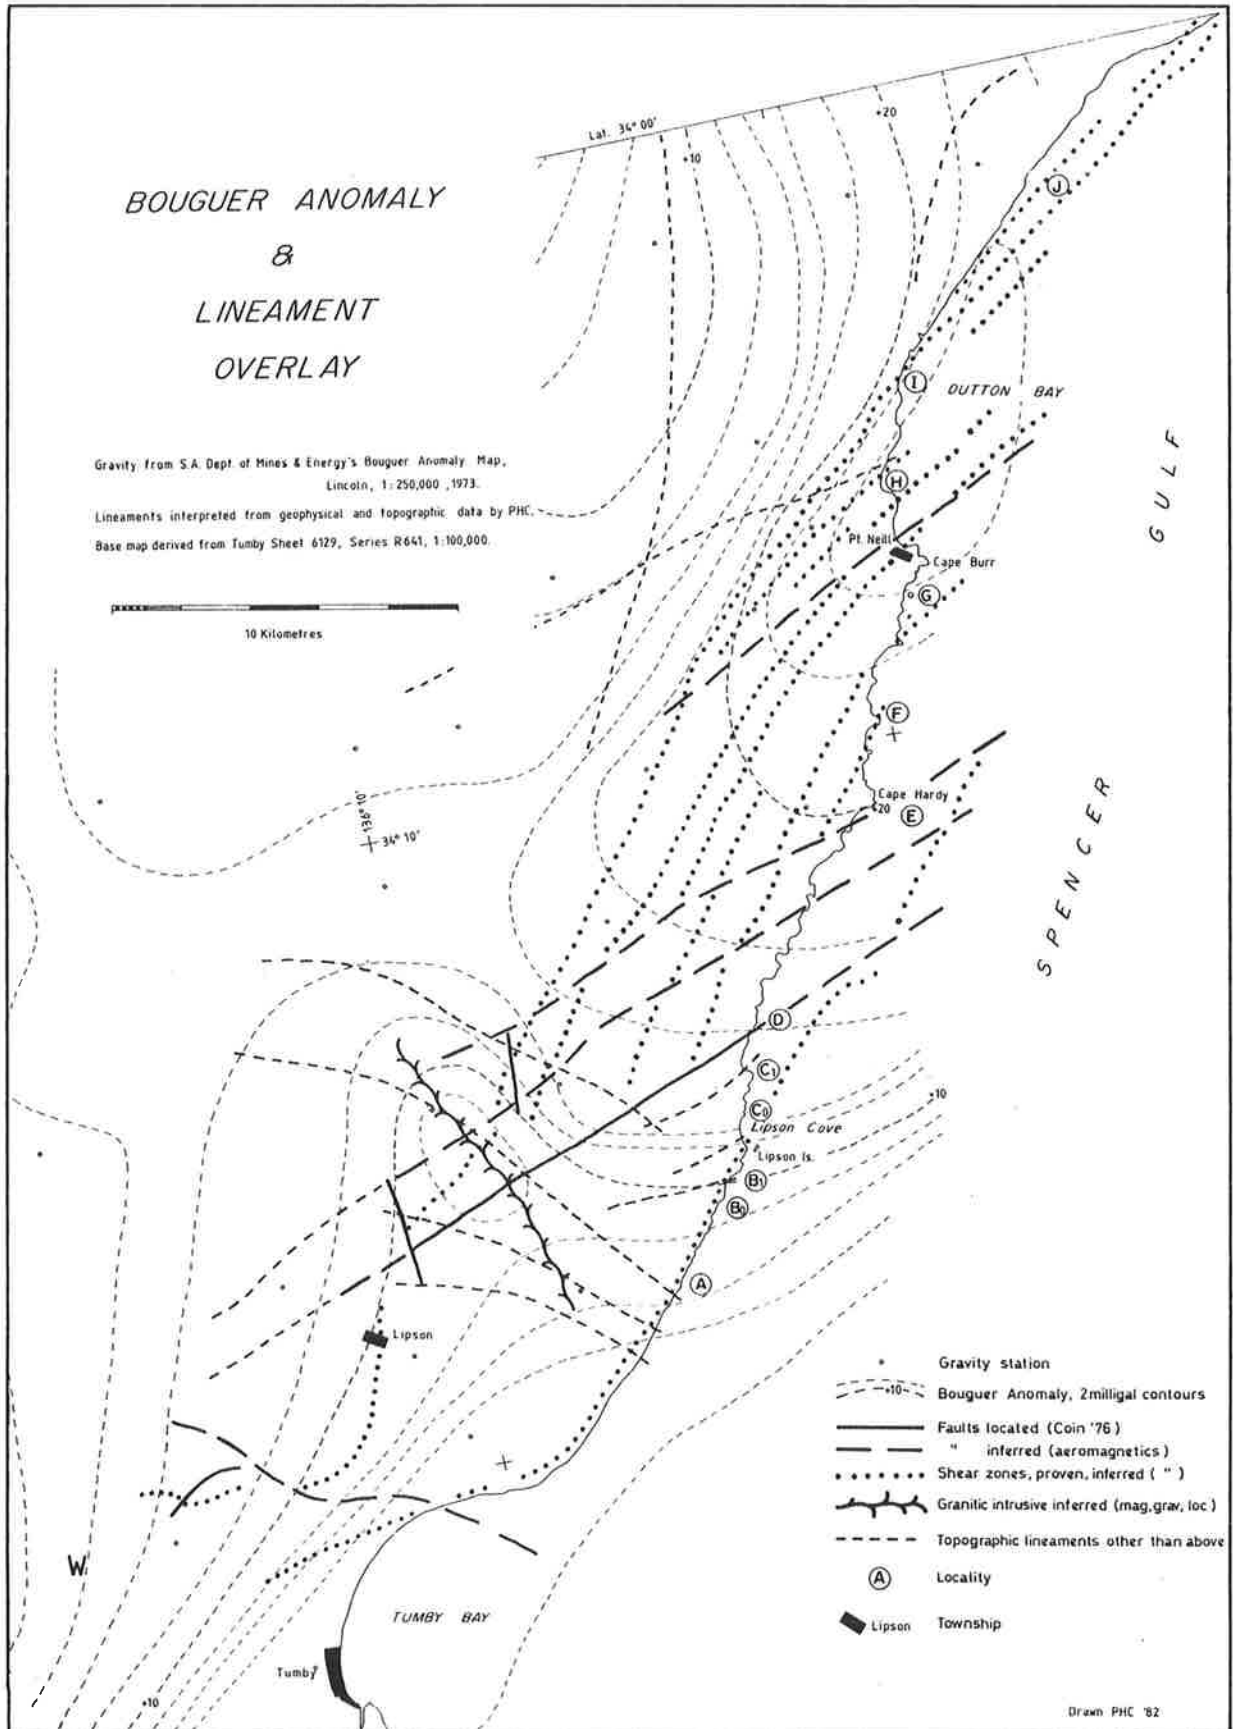 BOUGUER ANOMALY
&
LINEAMENT
OVERLAY
Gravity from S.A. Dept. of Mines & Energy's Bouguer Anomaly Map,
Lincoln, 1:250,000 ,1973.
Lineaments interpreted from geophysical and topographic data by PHC.
Base map derived from Tumby Sheet 6129, Series R641, 1:100,000.
10 Kilometres
Lat. 34° 00'
+10
+20
J
I
DUTTON BAY
H
Pt. Neill
Cape Burr
G
F
Cape Hardy
20
E
136° 10'
34° 10'
D
C1
C0
Lipson Cove
+10
Lipson Is.
B1
B0
A
Lipson
W
+10
TUMBY BAY
Tumby
GULF
SPENCER
Gravity station
+10 Bouguer Anomaly, 2milligal contours
Faults located (Coin '76)
" inferred (aeromagnetics)
Shear zones, proven, inferred ( " )
Granitic intrusive inferred (mag, grav, loc)
Topographic lineaments other than above
A Locality
Lipson Township
Drawn PHC '82